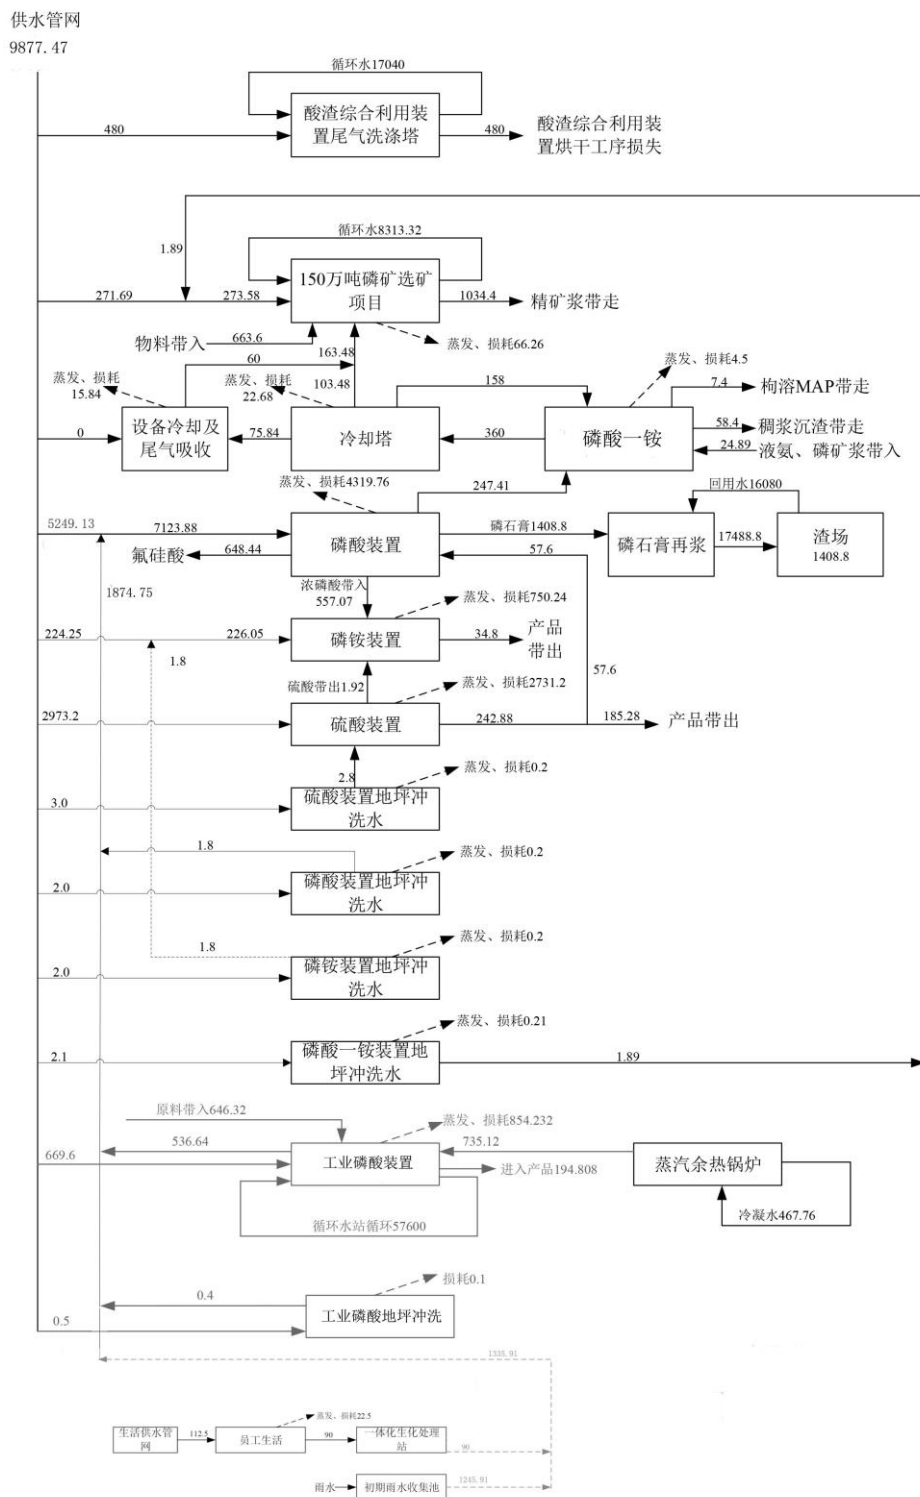 供水管网
9877.47
循环水17040
酸渣综合利用装
置尾气洗涤塔
480
480
酸渣综合利用装
置烘干工序损失
循环水8313.32
1.89
150万吨磷矿选矿
项目
271.69
273.58
1034.4
精矿浆带走
物料带入
663.6
163.48
蒸发、损耗66.26
60
蒸发、损耗
15.84
蒸发、损耗
22.68
103.48
158
蒸发、损耗4.5
7.4
枸溶MAP带走
0
设备冷却及
尾气吸收
75.84
冷却塔
360
磷酸一铵
58.4
稠浆沉渣带走
24.89
液氨、磷矿浆带入
蒸发、损耗4319.76
247.41
回用水16080
5249.13
7123.88
磷酸装置
磷石膏1408.8
磷石膏再浆
17488.8
渣场
1408.8
氟硅酸
648.44
57.6
1874.75
浓磷酸带入
557.07
蒸发、损耗750.24
224.25
226.05
磷铵装置
34.8
产品
带出
1.8
57.6
硫酸带出1.92
蒸发、损耗2731.2
2973.2
硫酸装置
242.88
185.28
产品带出
2.8
蒸发、损耗0.2
3.0
硫酸装置地坪冲
洗水
1.8
蒸发、损耗0.2
2.0
磷酸装置地坪冲
洗水
1.8
蒸发、损耗0.2
2.0
磷铵装置地坪冲
洗水
蒸发、损耗0.21
2.1
磷酸一铵装置地
坪冲洗水
1.89
原料带入646.32
蒸发、损耗854.232
536.64
735.12
669.6
工业磷酸装置
进入产品194.808
蒸汽余热锅炉
循环水站循环57600
冷凝水467.76
损耗0.1
0.4
0.5
工业磷酸地坪冲洗
1335.91
蒸发、损耗22.5
生活供水管
网
112.5
员工生活
90
一体化生化处理
站
90
雨水
初期雨水收集池
1245.91